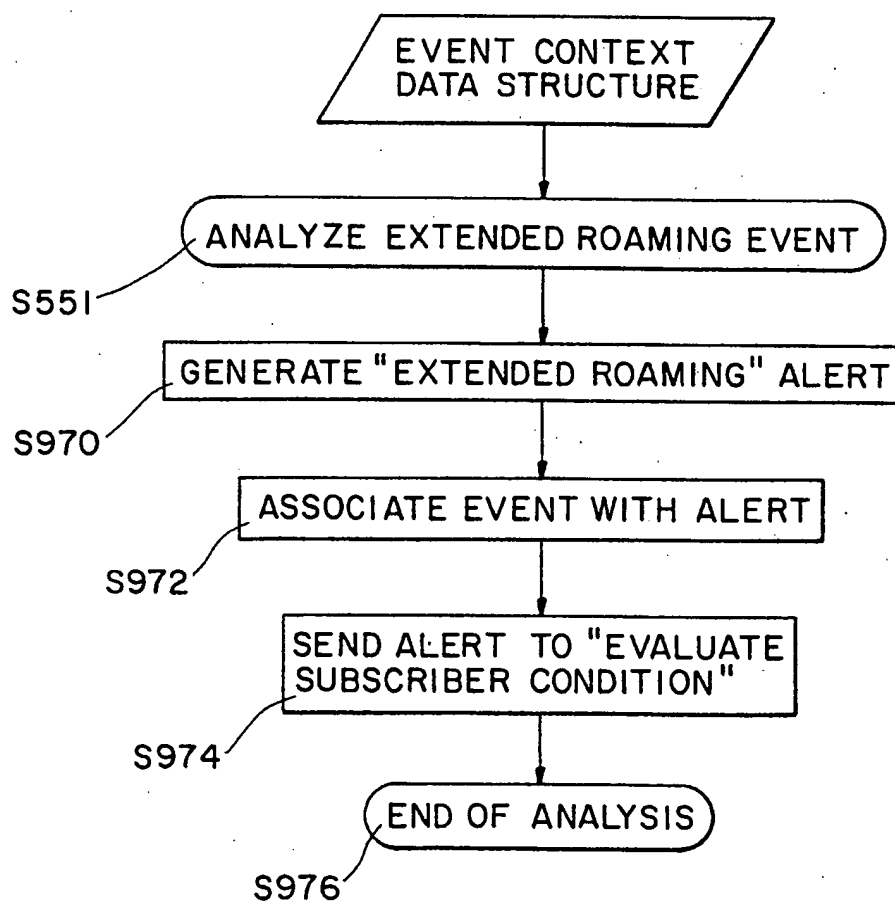 EVENT CONTEXT
DATA STRUCTURE
ANALYZE EXTENDED ROAMING EVENT
S551
GENERATE "EXTENDED ROAMING" ALERT
S970
ASSOCIATE EVENT WITH ALERT
S972
SEND ALERT TO "EVALUATE
SUBSCRIBER CONDITION"
S974
END OF ANALYSIS
S976